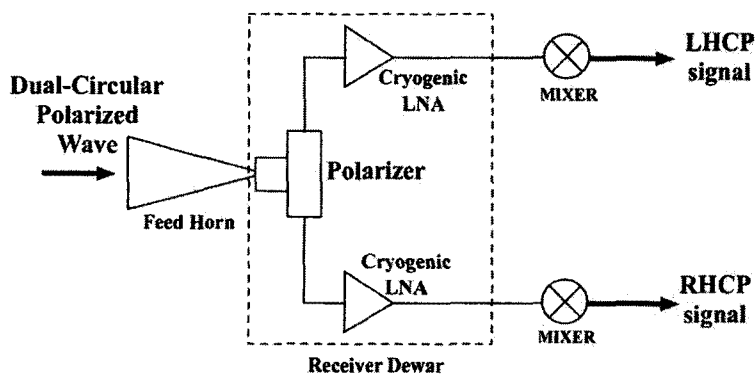 Dual-Circular
Polarized
Wave
Feed Horn
Polarizer
Cryogenic
LNA
MIXER
LHCP
signal
Cryogenic
LNA
MIXER
RHCP
signal
Receiver Dewar